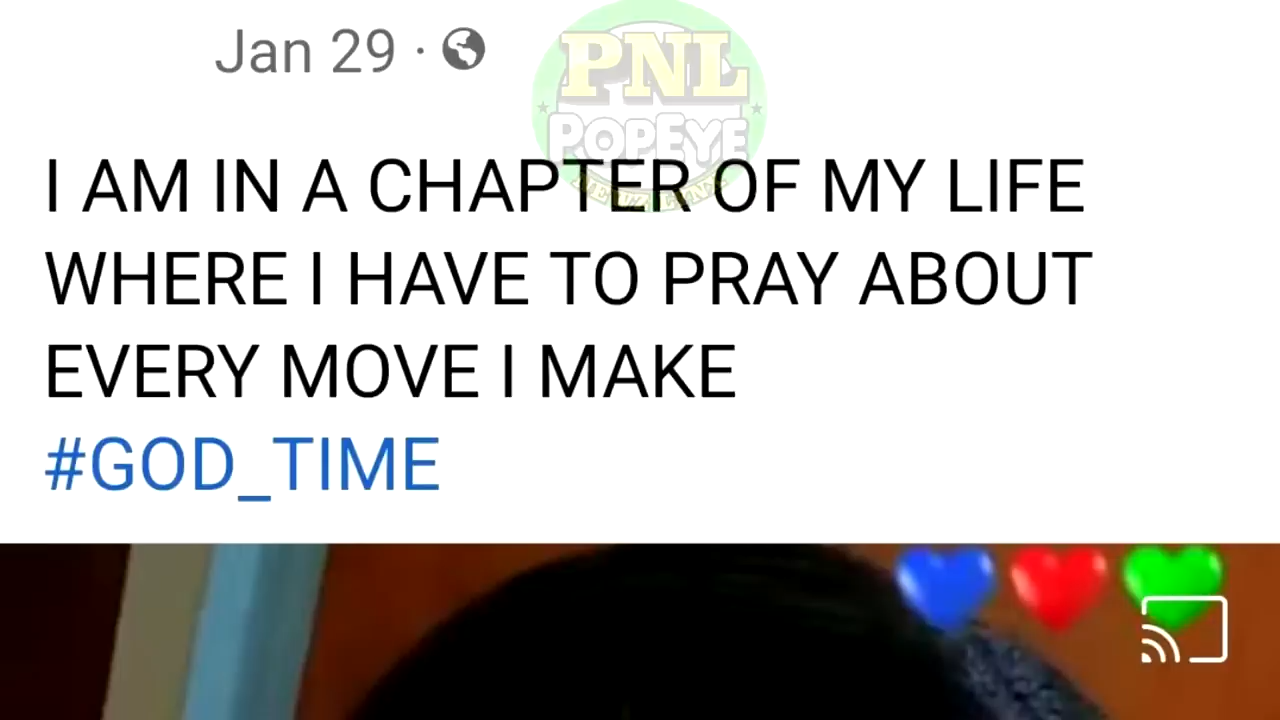 Jan 29 ·
PNL
POPEYE
I AM IN A CHAPTER OF MY LIFE
WHERE I HAVE TO PRAY ABOUT
EVERY MOVE I MAKE
#GOD_TIME